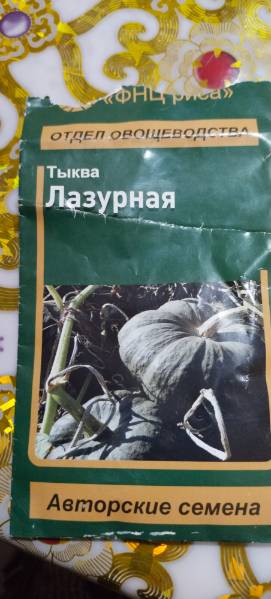 «ФНЦ риса»
ОТДЕЛ ОВОЩЕВОДСТВА
Тыква
Лазурная
Авторские семена